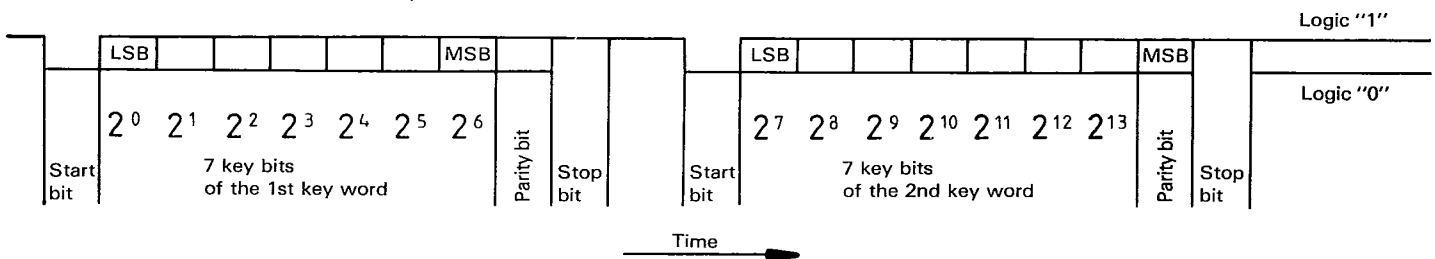 Logic "1"
LSB MSB LSB MSB
Logic "0"
2⁰ 2¹ 2² 2³ 2⁴ 2⁵ 2⁶ 2⁷ 2⁸ 2⁹ 2¹⁰ 2¹¹ 2¹² 2¹³
Start bit
7 key bits
of the 1st key word
Parity bit
Stop bit
Start bit
7 key bits
of the 2nd key word
Parity bit
Stop bit
Time